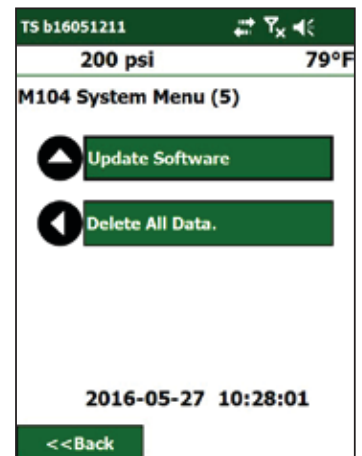 TS b16051211
200 psi 79°F
M104 System Menu (5)
Update Software
Delete All Data.
2016-05-27 10:28:01
<<Back